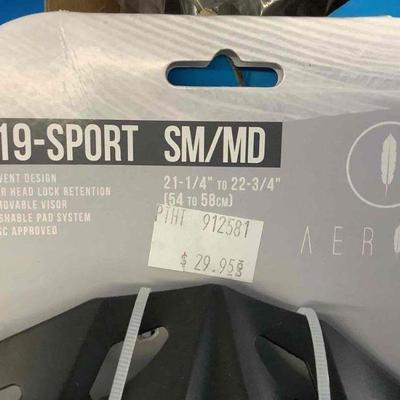 19-SPORT SM/MD
VENT DESIGN
R HEAD LOCK RETENTION
MOVABLE VISOR
SHABLE PAD SYSTEM
SC APPROVED
21-1/4" TO 22-3/4"
(54 TO 58CM)
PTHT 912581
$ 29.95
AER